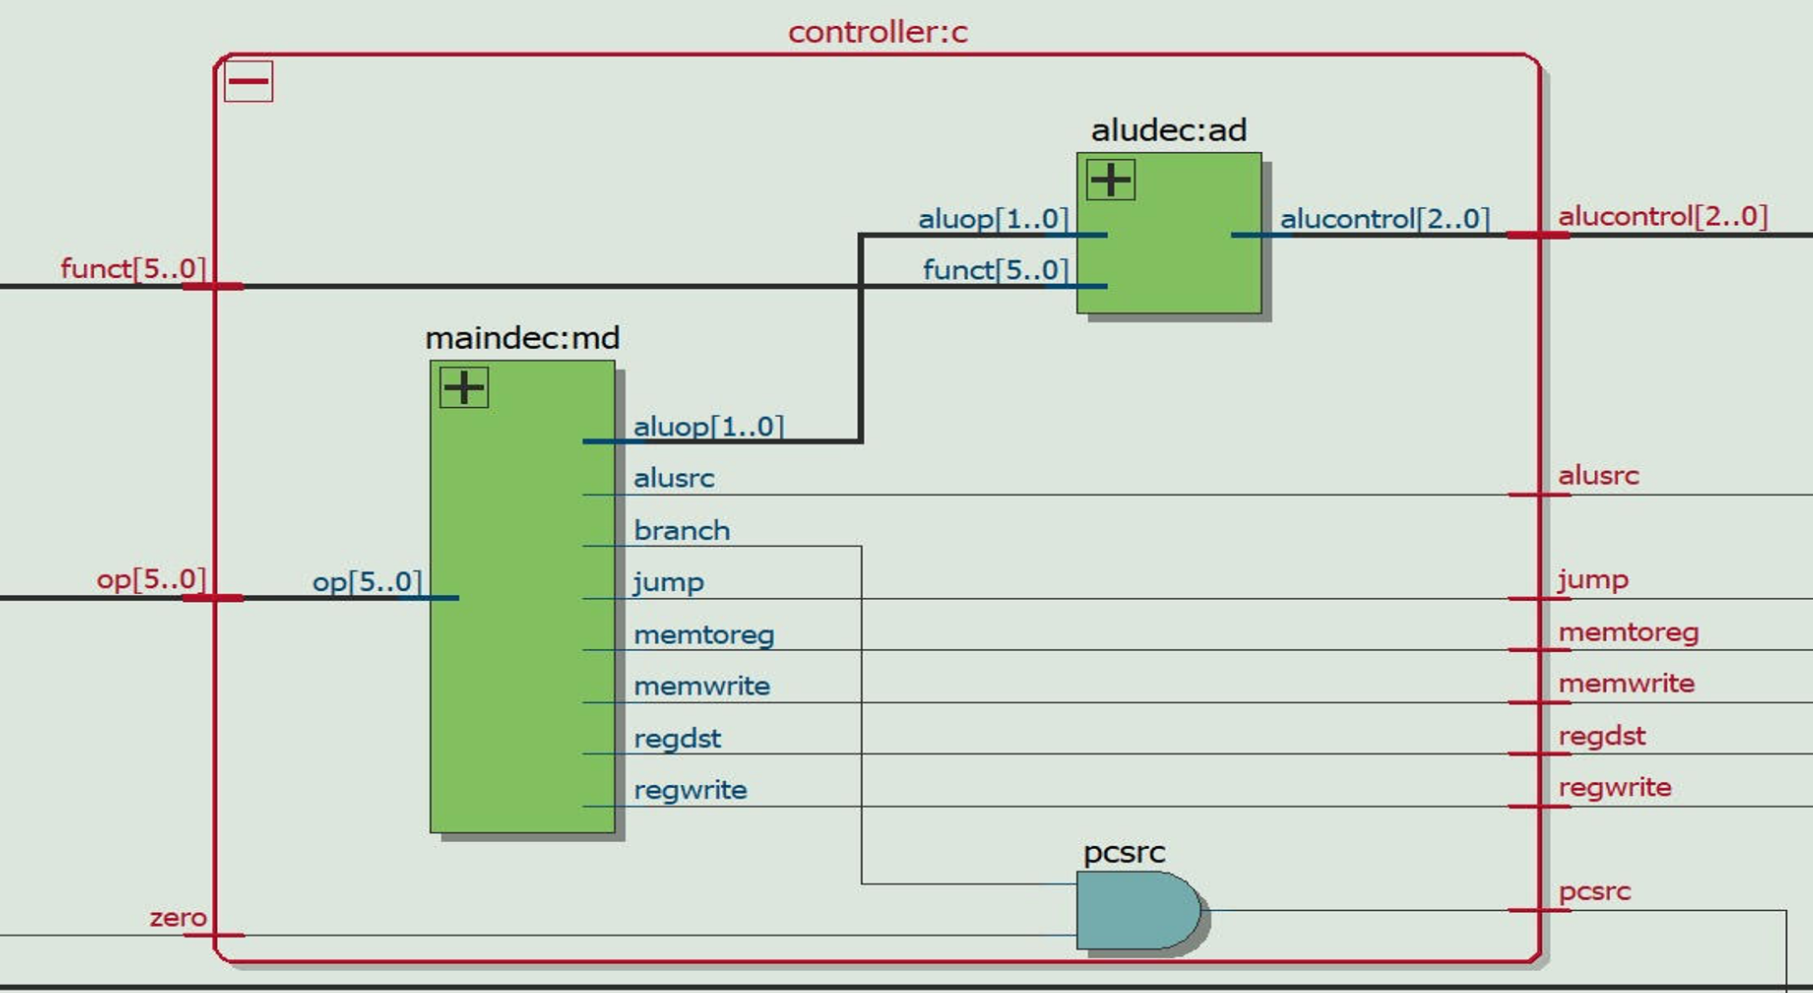 controller:c
aludec:ad
aluop[1..0]
alucontrol[2..0]
alucontrol[2..0]
funct[5..0]
funct[5..0]
maindec:md
aluop[1..0]
alusrc
alusrc
branch
op[5..0]
op[5..0]
jump
jump
memtoreg
memtoreg
memwrite
memwrite
regdst
regdst
regwrite
regwrite
pcsrc
pcsrc
zero